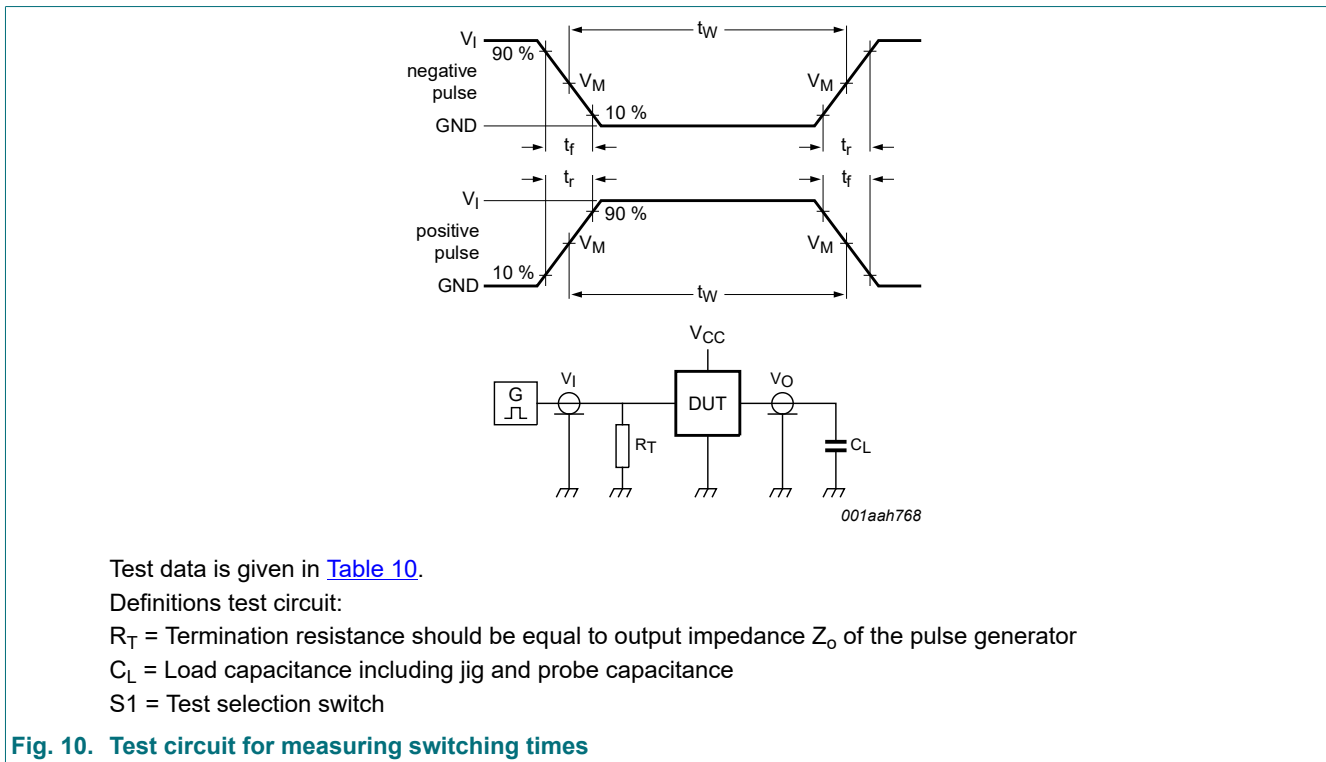 tW
VI
90 %
negative
pulse
VM
VM
10 %
GND
tf
tr
tr
tf
VI
90 %
positive
pulse
VM
VM
10 %
GND
tW
VCC
G
VI
DUT
VO
RT
CL
001aah768
Test data is given in Table 10.
Definitions test circuit:
RT = Termination resistance should be equal to output impedance Zo of the pulse generator
CL = Load capacitance including jig and probe capacitance
S1 = Test selection switch
Fig. 10. Test circuit for measuring switching times